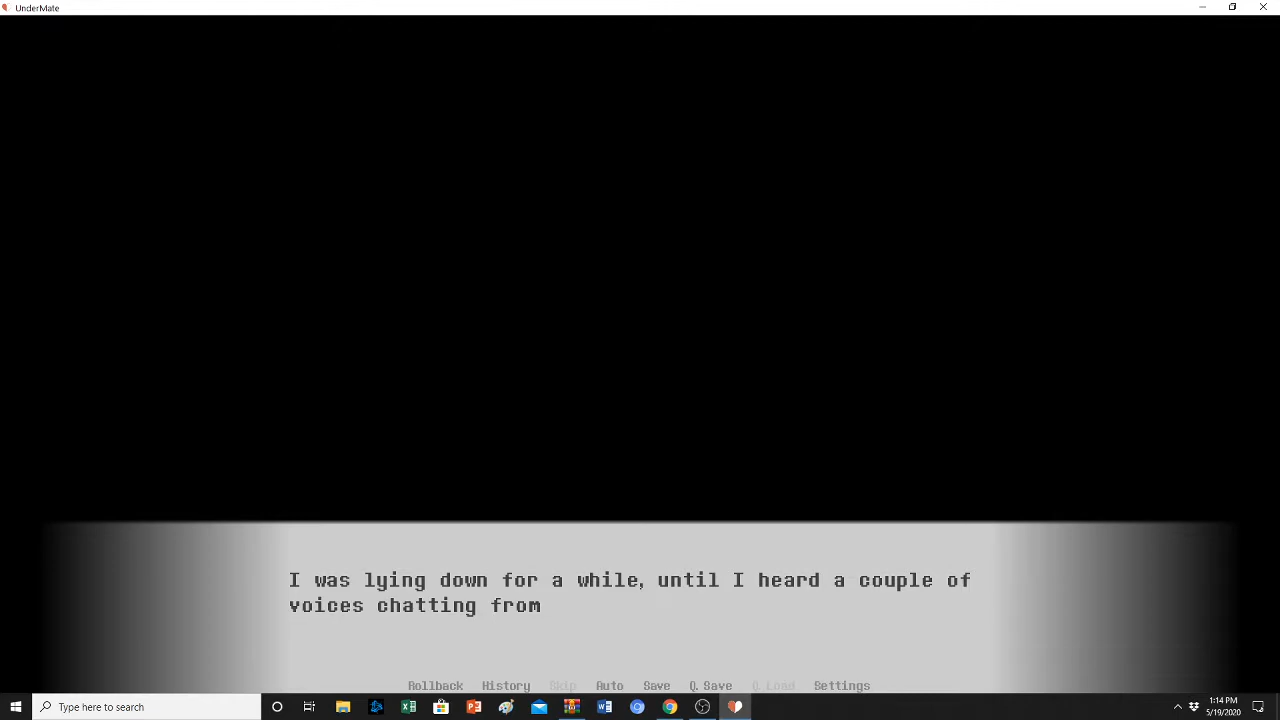 UnderMate
I was lying down for a while, until I heard a couple of
voices chatting from
Rollback History Skip Auto Save Q.Save Q.Load Settings
Type here to search
1:14 PM
5/19/2020